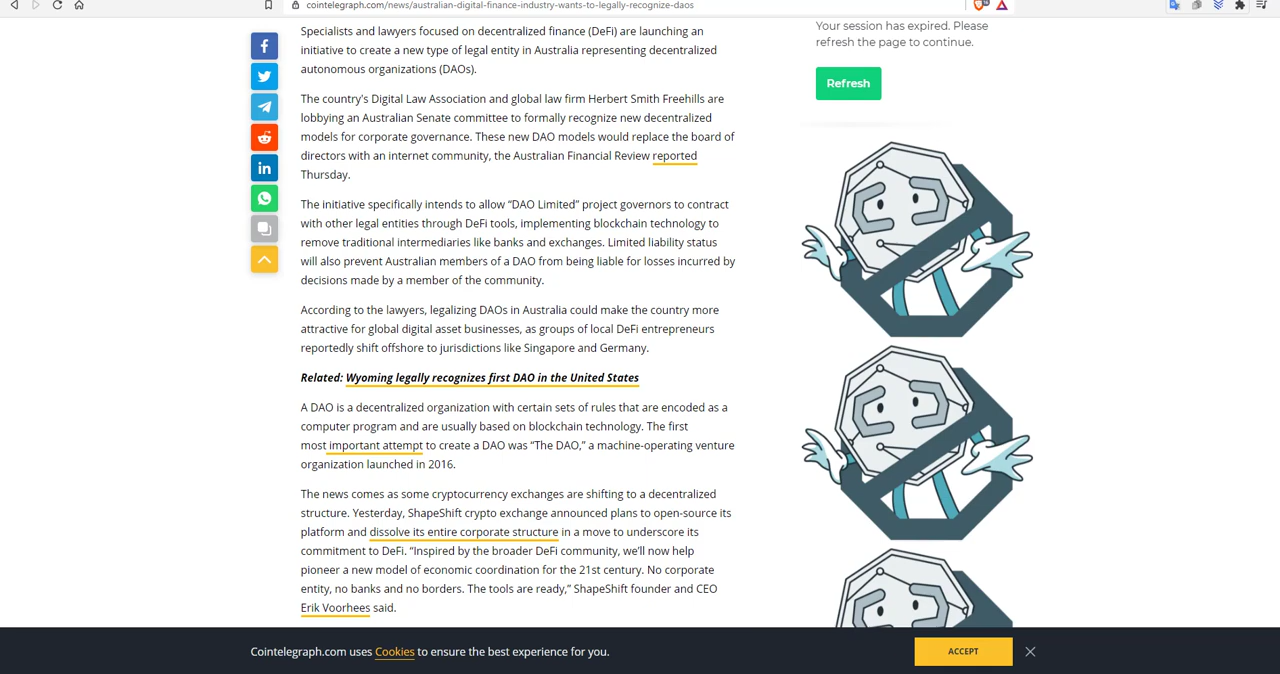 cointelegraph.com/news/australian-digital-finance-industry-wants-to-legally-recognize-daos
Specialists and lawyers focused on decentralized finance (DeFi) are launching an
initiative to create a new type of legal entity in Australia representing decentralized
autonomous organizations (DAOs).
The country's Digital Law Association and global law firm Herbert Smith Freehills are
lobbying an Australian Senate committee to formally recognize new decentralized
models for corporate governance. These new DAO models would replace the board of
directors with an internet community, the Australian Financial Review reported
Thursday.
The initiative specifically intends to allow “DAO Limited” project governors to contract
with other legal entities through DeFi tools, implementing blockchain technology to
remove traditional intermediaries like banks and exchanges. Limited liability status
will also prevent Australian members of a DAO from being liable for losses incurred by
decisions made by a member of the community.
According to the lawyers, legalizing DAOs in Australia could make the country more
attractive for global digital asset businesses, as groups of local DeFi entrepreneurs
reportedly shift offshore to jurisdictions like Singapore and Germany.
Related: Wyoming legally recognizes first DAO in the United States
A DAO is a decentralized organization with certain sets of rules that are encoded as a
computer program and are usually based on blockchain technology. The first
most important attempt to create a DAO was “The DAO,” a machine-operating venture
organization launched in 2016.
The news comes as some cryptocurrency exchanges are shifting to a decentralized
structure. Yesterday, ShapeShift crypto exchange announced plans to open-source its
platform and dissolve its entire corporate structure in a move to underscore its
commitment to DeFi. “Inspired by the broader DeFi community, we’ll now help
pioneer a new model of economic coordination for the 21st century. No corporate
entity, no banks and no borders. The tools are ready,” ShapeShift founder and CEO
Erik Voorhees said.
Your session has expired. Please
refresh the page to continue.
Refresh
Cointelegraph.com uses Cookies to ensure the best experience for you.
ACCEPT